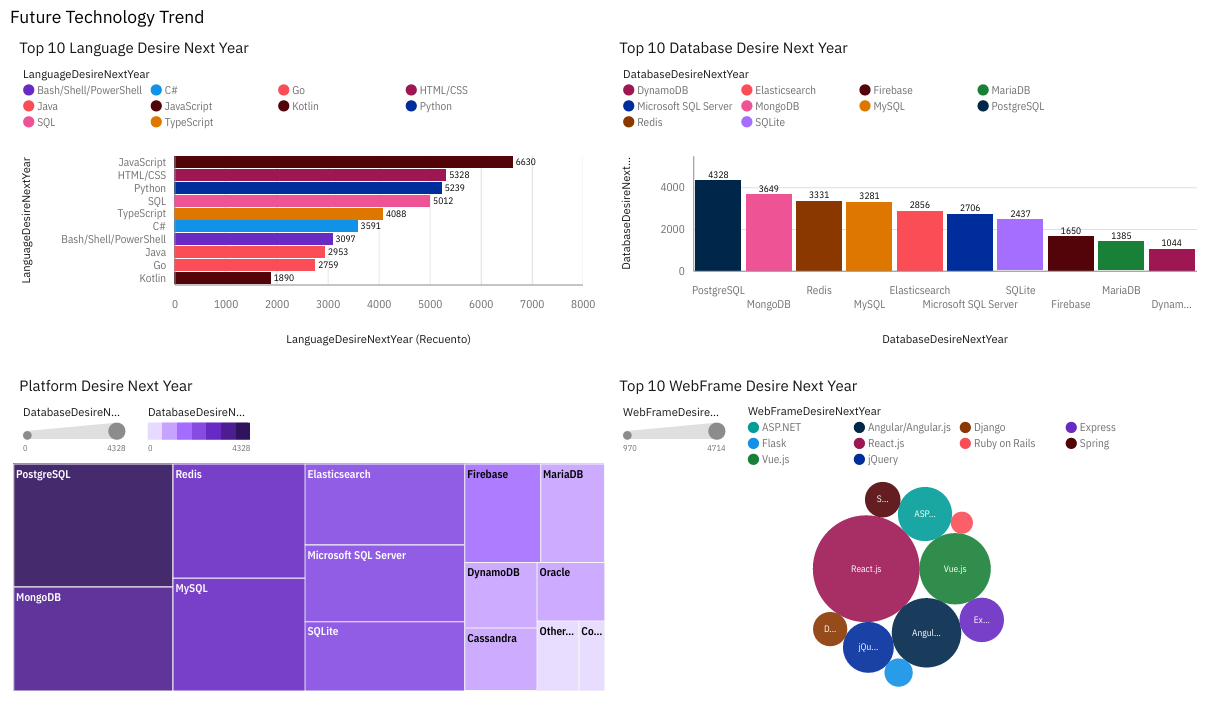 Future Technology Trend
Top 10 Language Desire Next Year
LanguageDesireNextYear
Bash/Shell/PowerShell C# Go HTML/CSS
Java JavaScript Kotlin Python
SQL TypeScript
LanguageDesireNextYear
JavaScript 6630
HTML/CSS 5328
Python 5239
SQL 5012
TypeScript 4088
C# 3591
Bash/Shell/PowerShell 3097
Java 2953
Go 2759
Kotlin 1890
0 1000 2000 3000 4000 5000 6000 7000 8000
LanguageDesireNextYear (Recuento)
Top 10 Database Desire Next Year
DatabaseDesireNextYear
DynamoDB Elasticsearch Firebase MariaDB
Microsoft SQL Server MongoDB MySQL PostgreSQL
Redis SQLite
DatabaseDesireNext...
4000
2000
0
4328 3649 3331 3281 2856 2706 2437 1650 1385 1044
PostgreSQL Redis Elasticsearch SQLite MariaDB
MongoDB MySQL Microsoft SQL Server Firebase Dynam...
DatabaseDesireNextYear
Platform Desire Next Year
DatabaseDesireN... DatabaseDesireN...
0 4328 0 4328
PostgreSQL
MongoDB
Redis
MySQL
Elasticsearch
Microsoft SQL Server
SQLite
Firebase
MariaDB
DynamoDB
Oracle
Cassandra
Other...
Co...
Top 10 WebFrame Desire Next Year
WebFrameDesire...
970 4714
WebFrameDesireNextYear
ASP.NET Angular/Angular.js Django Express
Flask React.js Ruby on Rails Spring
Vue.js jQuery
S...
ASP...
React.js
Vue.js
D...
jQu...
Angul...
Ex...